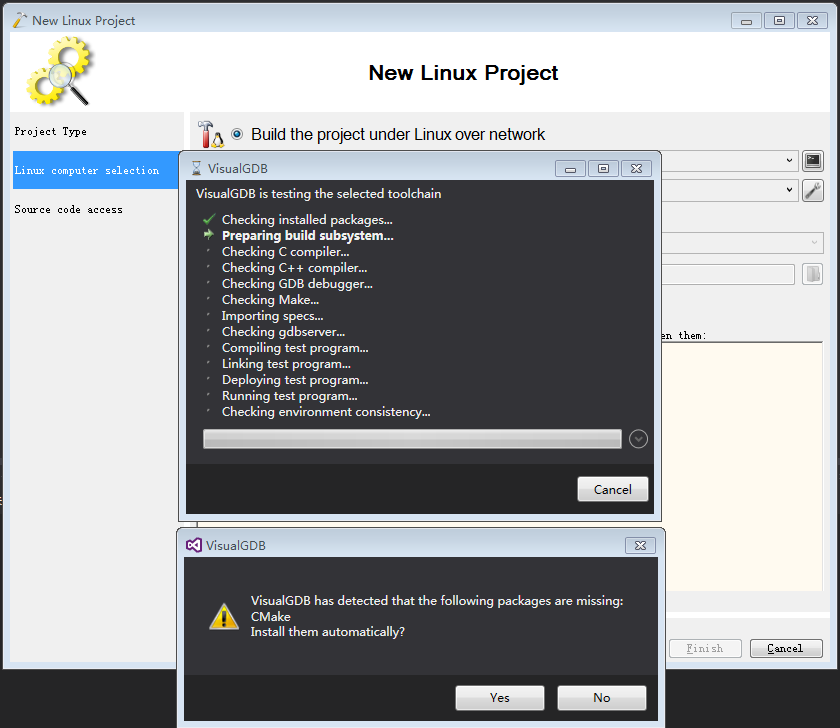 New Linux Project
New Linux Project
Project Type
Linux computer selection
Source code access
Build the project under Linux over network
en them:
VisualGDB
VisualGDB is testing the selected toolchain
Checking installed packages...
Preparing build subsystem...
Checking C compiler...
Checking C++ compiler...
Checking GDB debugger...
Checking Make...
Importing specs...
Checking gdbserver...
Compiling test program...
Linking test program...
Deploying test program...
Running test program...
Checking environment consistency...
Cancel
VisualGDB
VisualGDB has detected that the following packages are missing:
CMake
Install them automatically?
Yes
No
Finish
Cancel